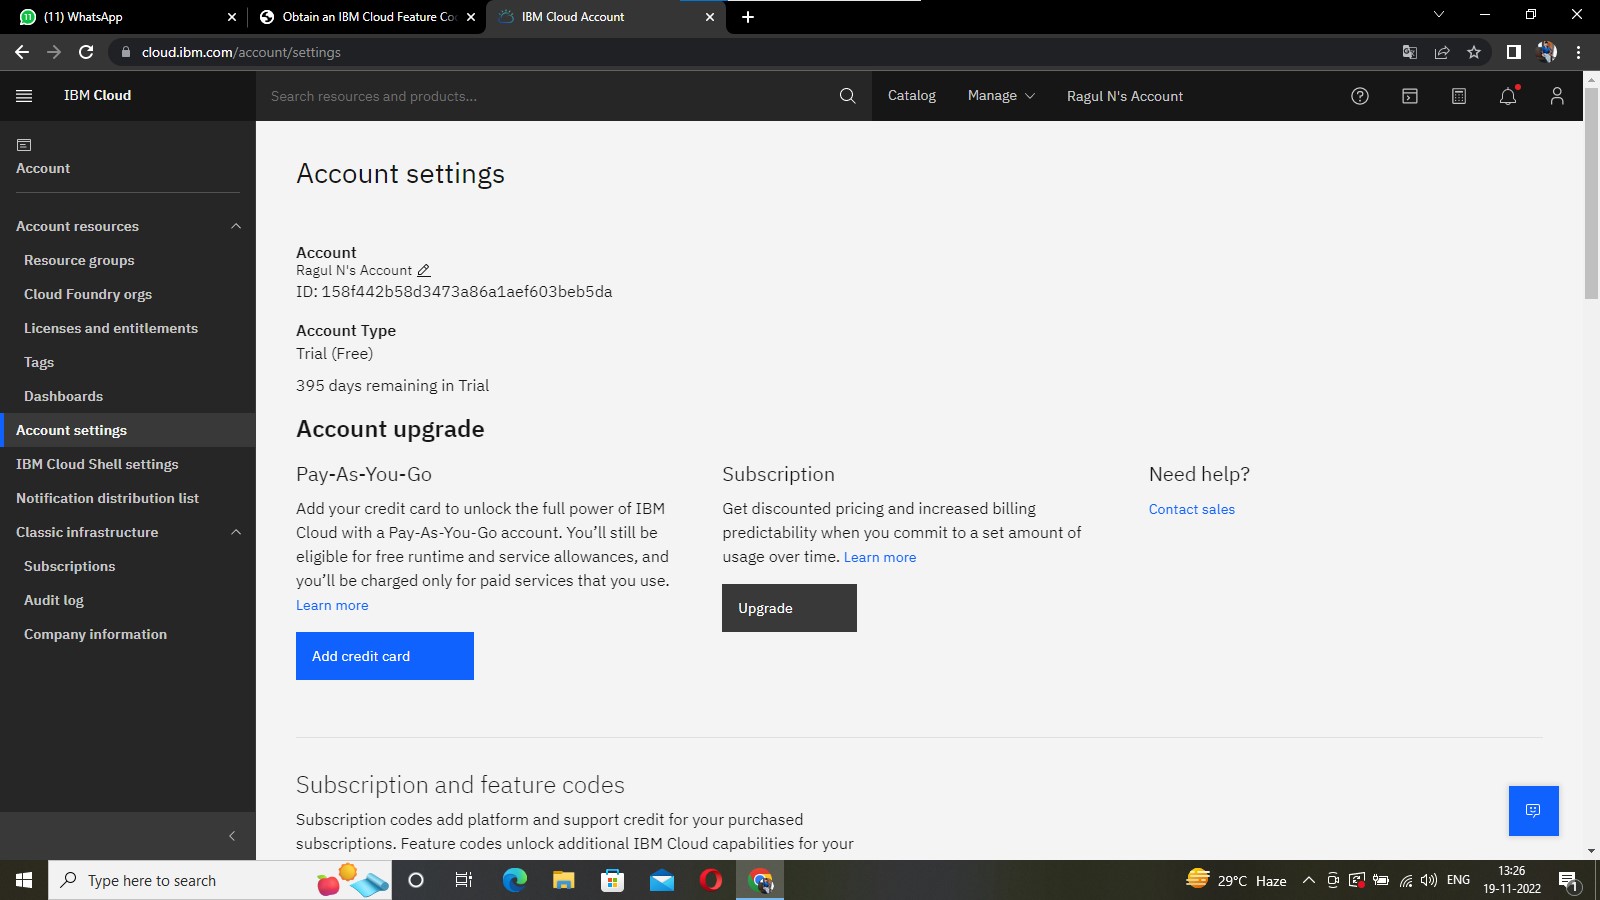 (11) WhatsApp
Obtain an IBM Cloud Feature Co
IBM Cloud Account
cloud.ibm.com/account/settings
IBM Cloud
Search resources and products...
Catalog
Manage
Ragul N's Account
Account
Account resources
Resource groups
Cloud Foundry orgs
Licenses and entitlements
Tags
Dashboards
Account settings
IBM Cloud Shell settings
Notification distribution list
Classic infrastructure
Subscriptions
Audit log
Company information
Account settings
Account
Ragul N's Account
ID: 158f442b58d3473a86a1aef603beb5da
Account Type
Trial (Free)
395 days remaining in Trial
Account upgrade
Pay-As-You-Go
Add your credit card to unlock the full power of IBM
Cloud with a Pay-As-You-Go account. You’ll still be
eligible for free runtime and service allowances, and
you’ll be charged only for paid services that you use.
Learn more
Add credit card
Subscription
Get discounted pricing and increased billing
predictability when you commit to a set amount of
usage over time. Learn more
Upgrade
Need help?
Contact sales
Subscription and feature codes
Subscription codes add platform and support credit for your purchased
subscriptions. Feature codes unlock additional IBM Cloud capabilities for your
Type here to search
29°C Haze
ENG
13:26
19-11-2022
1